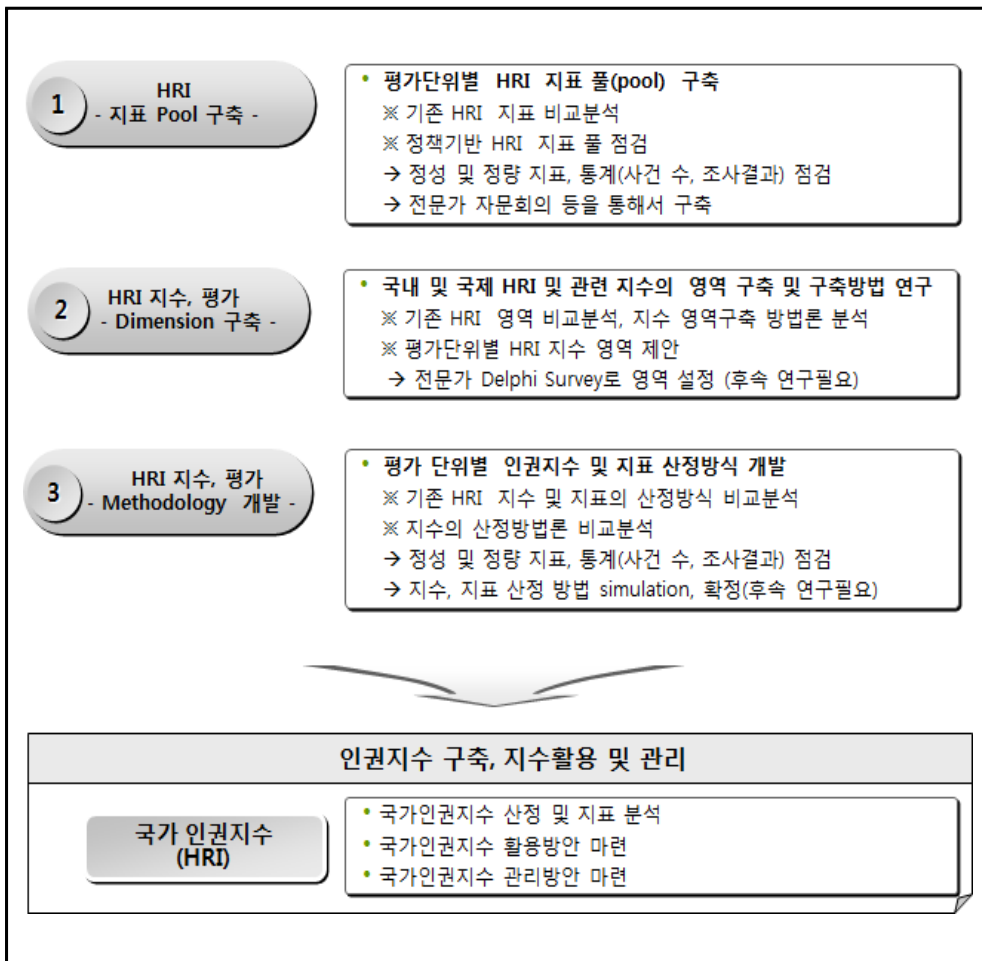 1
HRI
- 지표 Pool 구축 -
• 평가단위별 HRI 지표 풀(pool) 구축
※ 기존 HRI 지표 비교분석
※ 정책기반 HRI 지표 풀 점검
→ 정성 및 정량 지표, 통계(사건 수, 조사결과) 점검
→ 전문가 자문회의 등을 통해서 구축
2
HRI 지수, 평가
- Dimension 구축 -
• 국내 및 국제 HRI 및 관련 지수의 영역 구축 및 구축방법 연구
※ 기존 HRI 영역 비교분석, 지수 영역구축 방법론 분석
※ 평가단위별 HRI 지수 영역 제안
→ 전문가 Delphi Survey로 영역 설정 (후속 연구필요)
3
HRI 지수, 평가
- Methodology 개발 -
• 평가 단위별 인권지수 및 지표 산정방식 개발
※ 기존 HRI 지수 및 지표의 산정방식 비교분석
※ 지수의 산정방법론 비교분석
→ 정성 및 정량 지표, 통계(사건 수, 조사결과) 점검
→ 지수, 지표 산정 방법 simulation, 확정(후속 연구필요)
인권지수 구축, 지수활용 및 관리
국가 인권지수
(HRI)
• 국가인권지수 산정 및 지표 분석
• 국가인권지수 활용방안 마련
• 국가인권지수 관리방안 마련